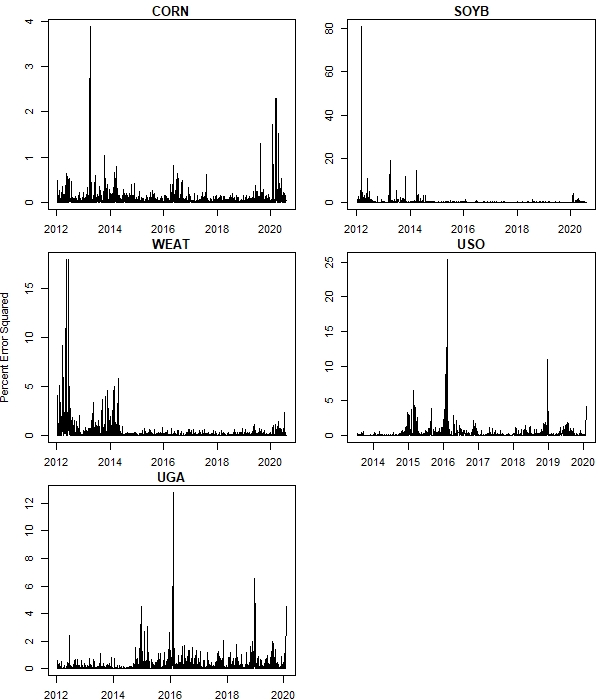 CORN
0 1 2 3 4
2012 2014 2016 2018 2020
SOYB
0 20 40 60 80
2012 2014 2016 2018 2020
Percent Error Squared
WEAT
0 5 10 15
2012 2014 2016 2018 2020
USO
0 5 10 15 20 25
2014 2015 2016 2017 2018 2019 2020
UGA
0 2 4 6 8 10 12
2012 2014 2016 2018 2020